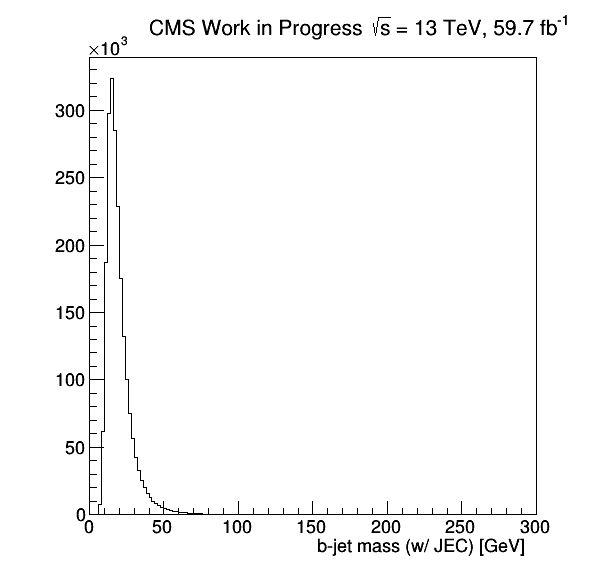 CMS Work in Progress √s = 13 TeV, 59.7 fb⁻¹
×10³
300
250
200
150
100
50
0
0 50 100 150 200 250 300
b-jet mass (w/ JEC) [GeV]